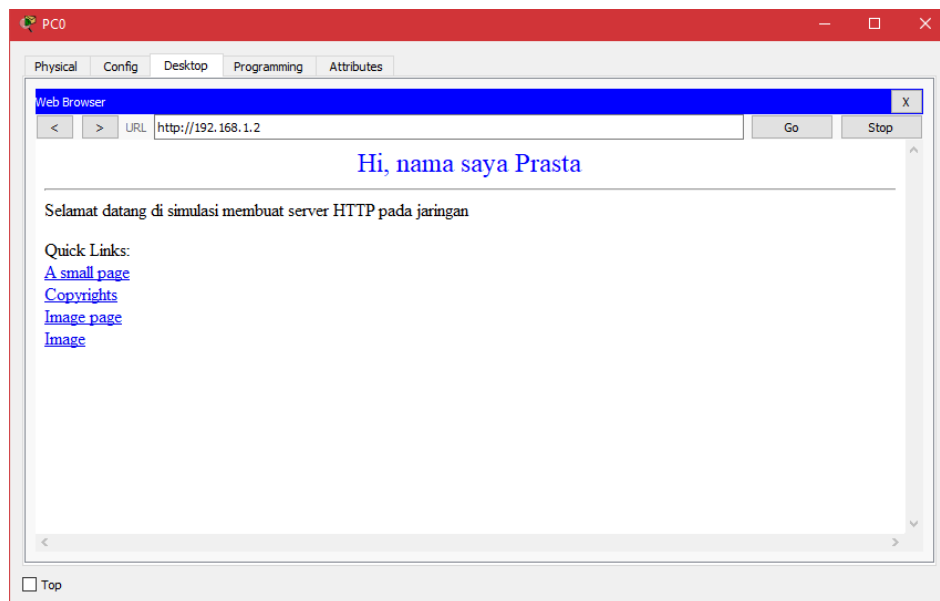 PC0
Physical Config Desktop Programming Attributes
Web Browser X
< > URL http://192.168.1.2 Go Stop
Hi, nama saya Prasta
Selamat datang di simulasi membuat server HTTP pada jaringan
Quick Links:
A small page
Copyrights
Image page
Image
Top